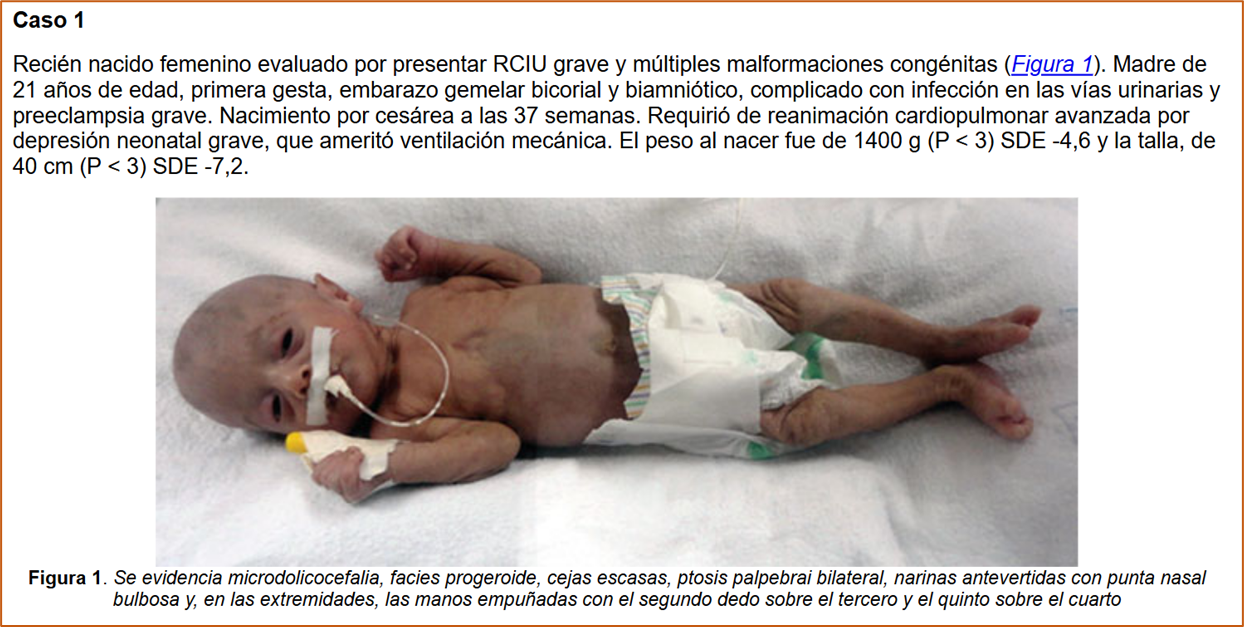 Caso 1
Recién nacido femenino evaluado por presentar RCIU grave y múltiples malformaciones congénitas (Figura 1). Madre de
21 años de edad, primera gesta, embarazo gemelar bicorial y biamniótico, complicado con infección en las vías urinarias y
preeclampsia grave. Nacimiento por cesárea a las 37 semanas. Requirió de reanimación cardiopulmonar avanzada por
depresión neonatal grave, que ameritó ventilación mecánica. El peso al nacer fue de 1400 g (P < 3) SDE -4,6 y la talla, de
40 cm (P < 3) SDE -7,2.
Figura 1. Se evidencia microdolicocefalia, facies progeroide, cejas escasas, ptosis palpebrai bilateral, narinas antevertidas con punta nasal
bulbosa y, en las extremidades, las manos empuñadas con el segundo dedo sobre el tercero y el quinto sobre el cuarto